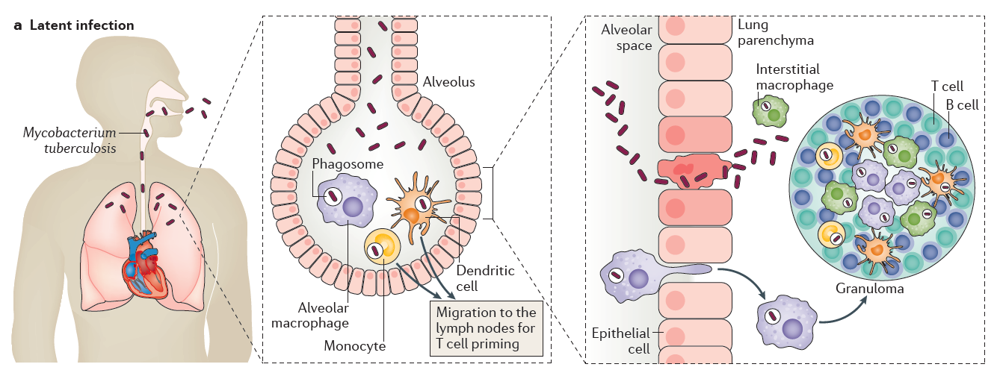 a Latent infection
Mycobacterium
tuberculosis
Alveolus
Phagosome
Dendritic
cell
Alveolar
macrophage
Monocyte
Migration to the
lymph nodes for
T cell priming
Alveolar
space
Lung
parenchyma
Interstitial
macrophage
T cell
B cell
Granuloma
Epithelial
cell